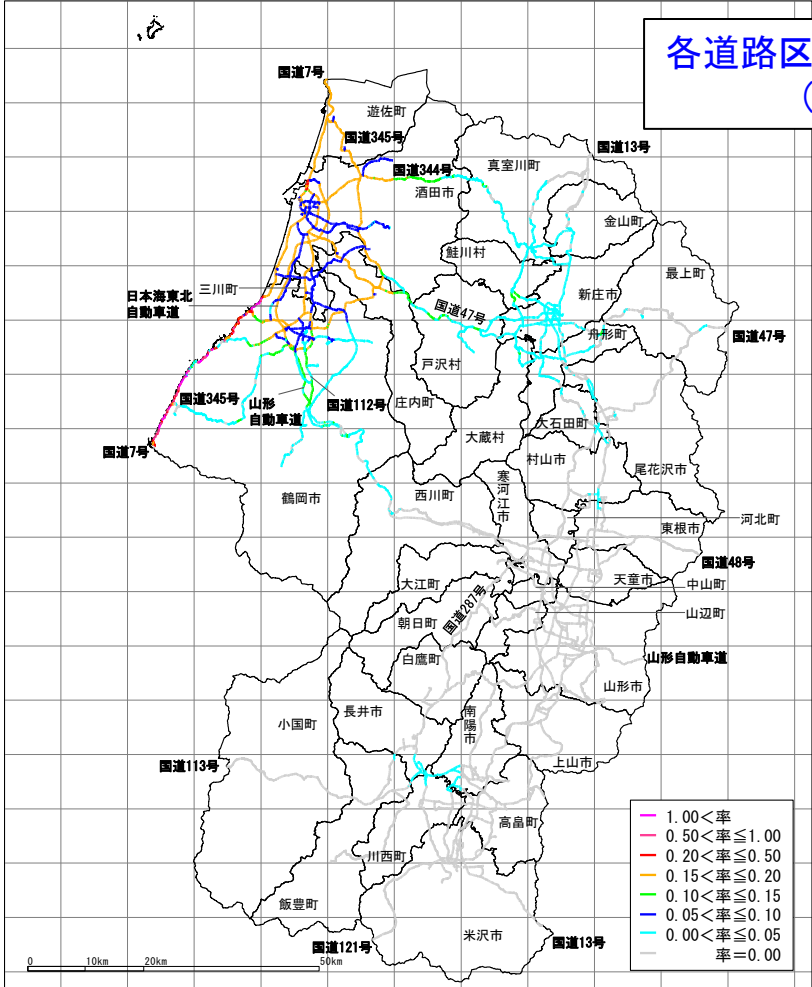 各道路区
(
国道7号
遊佐町
国道345号
国道13号
国道344号
真室川町
酒田市
金山町
鮭川村
最上町
日本海東北
自動車道
三川町
新庄市
国道47号
舟形町
国道47号
戸沢村
国道345号
山形
自動車道
国道112号
庄内町
大石田町
大蔵村
国道7号
村山市
尾花沢市
鶴岡市
西川町
寒河江市
河北町
東根市
国道48号
大江町
天童市
中山町
国道287号
山辺町
朝日町
白鷹町
山形自動車道
山形市
小国町
長井市
南陽市
国道113号
上山市
高畠町
川西町
飯豊町
米沢市
国道121号
国道13号
1.00<率
0.50<率≦1.00
0.20<率≦0.50
0.15<率≦0.20
0.10<率≦0.15
0.05<率≦0.10
0.00<率≦0.05
率=0.00
0 10km 20km 50km